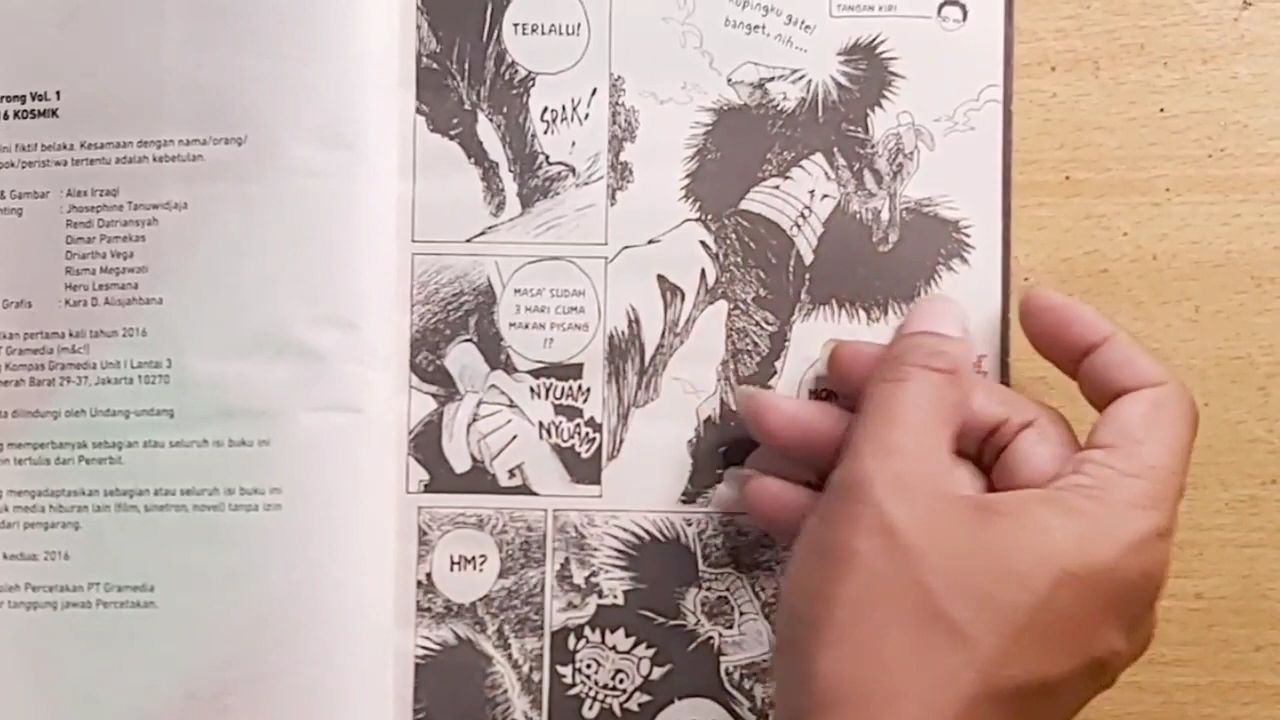 rong Vol. 1
16 KOSMIK
ini fiktif belaka. Kesamaan dengan nama/orang/
ok/peristiwa tertentu adalah kebetulan.
& Gambar : Alex Irzaqi
nting : Jhosephine Tanuwidjaja
Rendi Datriansyah
Dimar Pamekas
Driartha Vega
Risma Megawati
Heru Lesmana
Grafis : Kara D. Alisjahbana
kan pertama kali tahun 2016
T Gramedia (m&c!)
g Kompas Gramedia Unit I Lantai 3
merah Barat 29-37, Jakarta 10270
ta dilindungi oleh Undang-undang
g memperbanyak sebagian atau seluruh isi buku ini
in tertulis dari Penerbit.
g mengadaptasikan sebagian atau seluruh isi buku ini
uk media hiburan lain (film, sinetron, novel) tanpa izin
dari pengarang.
kedua: 2016
oleh Percetakan PT Gramedia
r tanggung jawab Percetakan.
TERLALU!
SRAK!
kupingku gatel
banget, nih...
TANGAN KIRI
MASA' SUDAH
3 HARI CUMA
MAKAN PISANG
!?
NYUAM
NYUAM
HM?